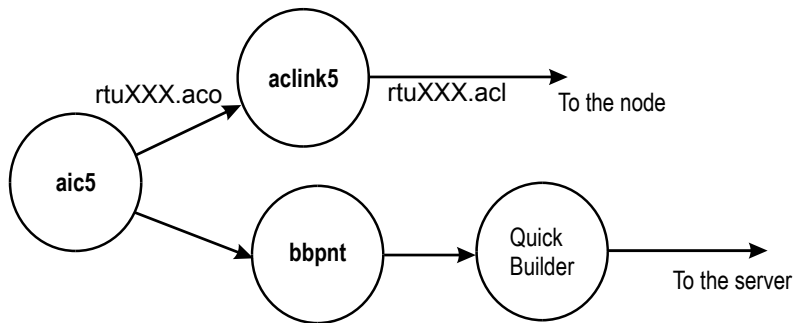 aclink5
rtuXXX.aco
rtuXXX.acl
To the node
aic5
bbpnt
Quick
Builder
To the server